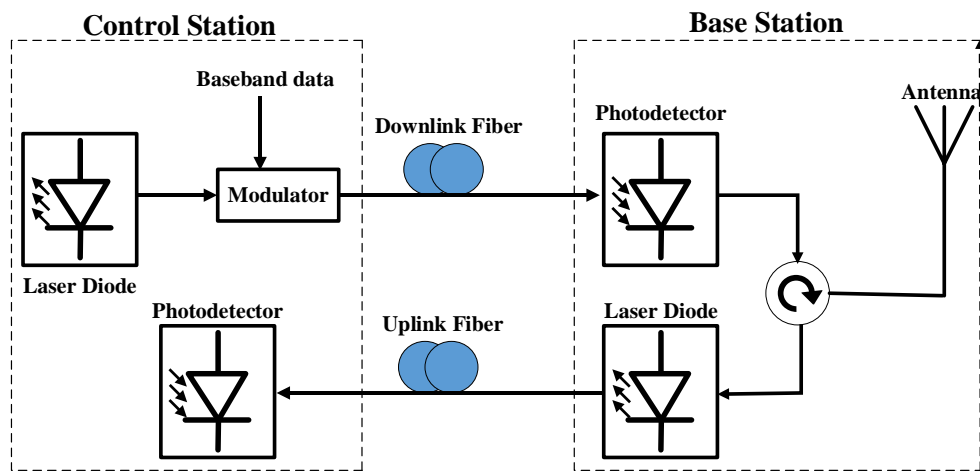 Control Station
Base Station
Baseband data
Downlink Fiber
Photodetector
Antenna
Modulator
Laser Diode
Photodetector
Uplink Fiber
Laser Diode